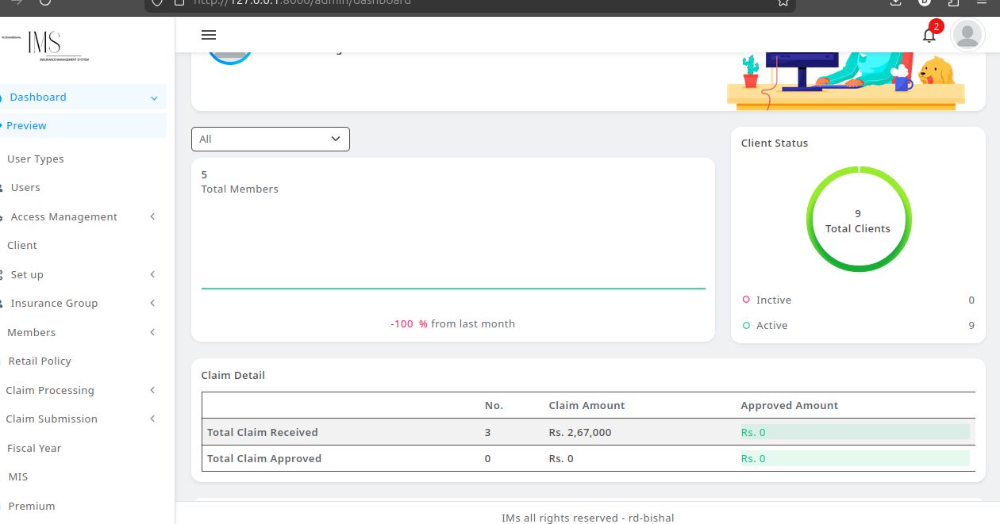 http://127.0.0.1:8000/admin/dashboard
IMS
INSURANCE MANAGEMENT SYSTEM
2
Dashboard
Preview
User Types
Users
Access Management
Client
Set up
Insurance Group
Members
Retail Policy
Claim Processing
Claim Submission
Fiscal Year
MIS
Premium
All
5
Total Members
-100 % from last month
Client Status
9
Total Clients
Inctive 0
Active 9
Claim Detail
No. Claim Amount Approved Amount
Total Claim Received 3 Rs. 2,67,000 Rs. 0
Total Claim Approved 0 Rs. 0 Rs. 0
IMs all rights reserved - rd-bishal